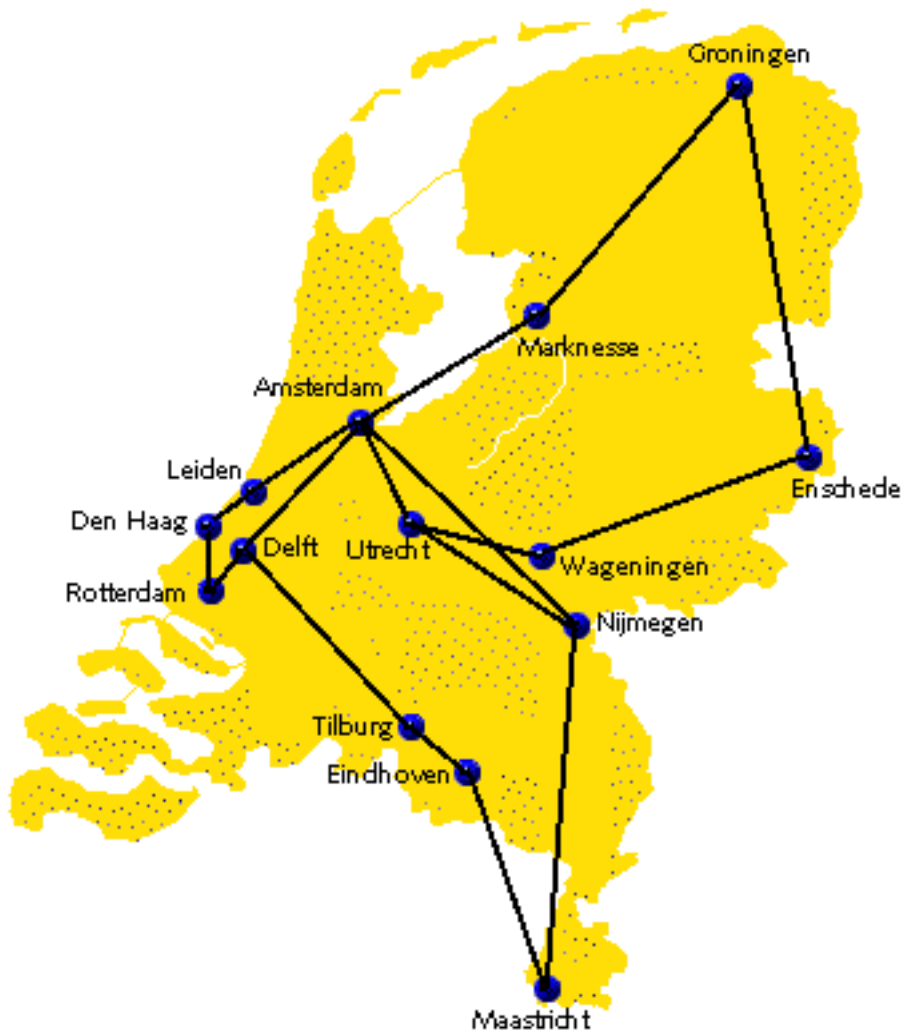 Groningen
Marknesse
Amsterdam
Leiden
Enschede
Den Haag
Delft
Utrecht
Wageningen
Rotterdam
Nijmegen
Tilburg
Eindhoven
Maastricht